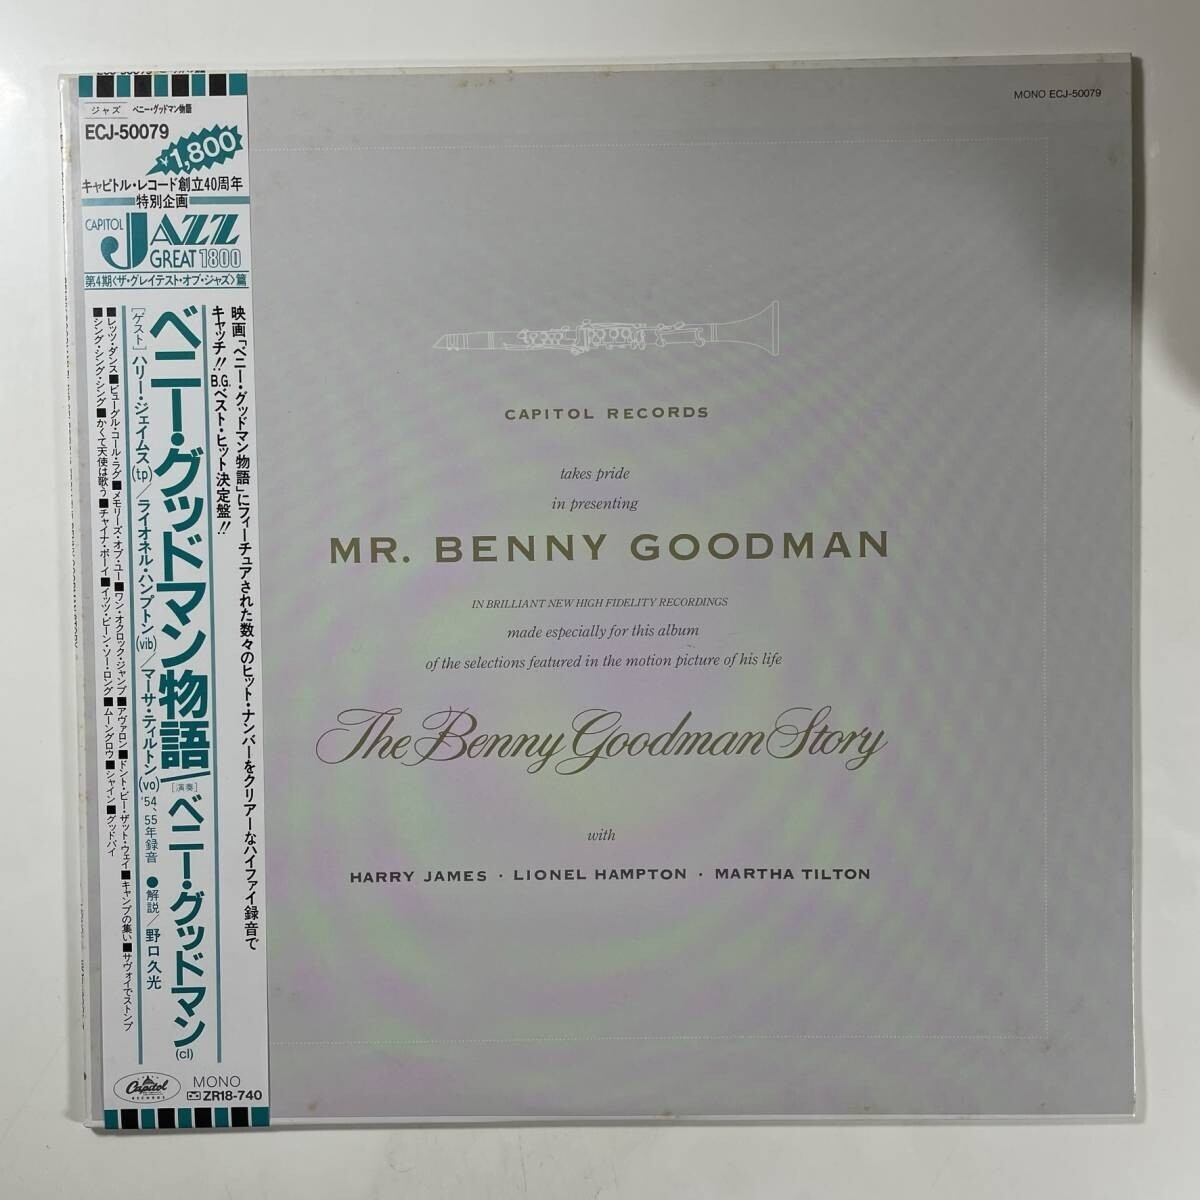 ジャズ ベニー・グッドマン物語
ECJ-50079
¥1,800
キャピトル・レコード創立40周年
特別企画
CAPITOL
JAZZ
GREAT 1800
第4期〈ザ・グレイテスト・オブ・ジャズ〉篇
映画「ベニー・グッドマン物語」にフィーチュアされた数々のヒット・ナンバーをクリアーなハイファイ録音で
キャッチ!! B.G.ベスト・ヒット決定盤!!
ベニー・グッドマン物語/[演奏]ベニー・グッドマン(cl)
[ゲスト]ハリー・ジェイムス(tp)/ライオネル・ハンプトン(vib)/マーサ・ティルトン(vo) '54、55年録音 ●解説/野口久光
■レッツ・ダンス■ビューグル・コール・ラグ■メモリーズ・オブ・ユー■ワン・オクロック・ジャンプ■アヴァロン■ドント・ビー・ザット・ウェイ■キャンプの集い■サヴォイでストンプ
■シング・シング・シング■かくて天使は歌う■チャイナ・ボーイ■イッツ・ビーン・ソー・ロング■ムーングロウ■シャイン■グッドバイ
Capitol
RECORDS
MONO
ZR18-740
MONO ECJ-50079
CAPITOL RECORDS
takes pride
in presenting
MR. BENNY GOODMAN
IN BRILLIANT NEW HIGH FIDELITY RECORDINGS
made especially for this album
of the selections featured in the motion picture of his life
The Benny Goodman Story
with
HARRY JAMES · LIONEL HAMPTON · MARTHA TILTON